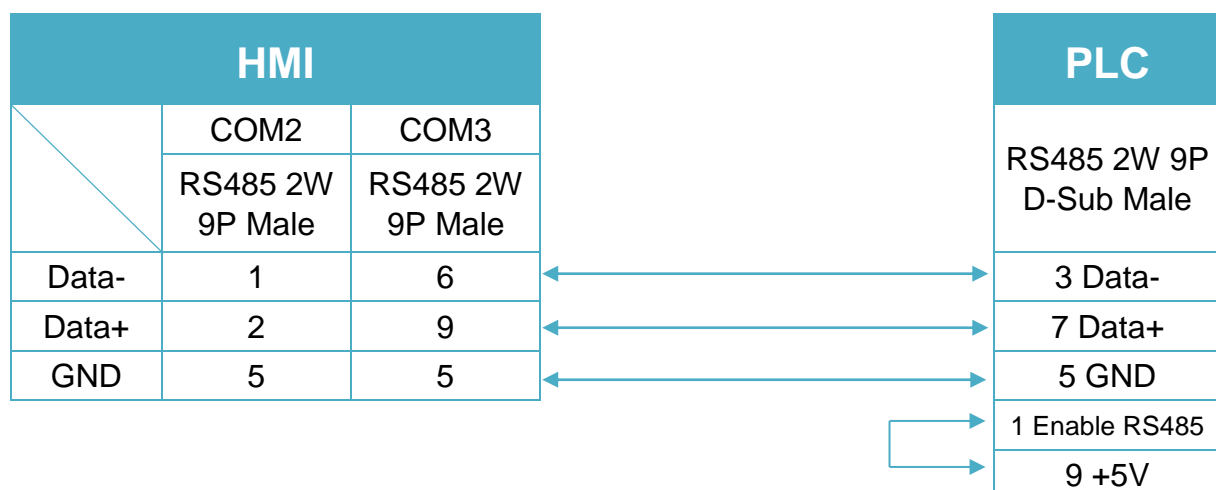 HMI
PLC
COM2 COM3
RS485 2W 9P Male
RS485 2W 9P Male
RS485 2W 9P D-Sub Male
Data- 1 6 3 Data-
Data+ 2 9 7 Data+
GND 5 5 5 GND
1 Enable RS485
9 +5V